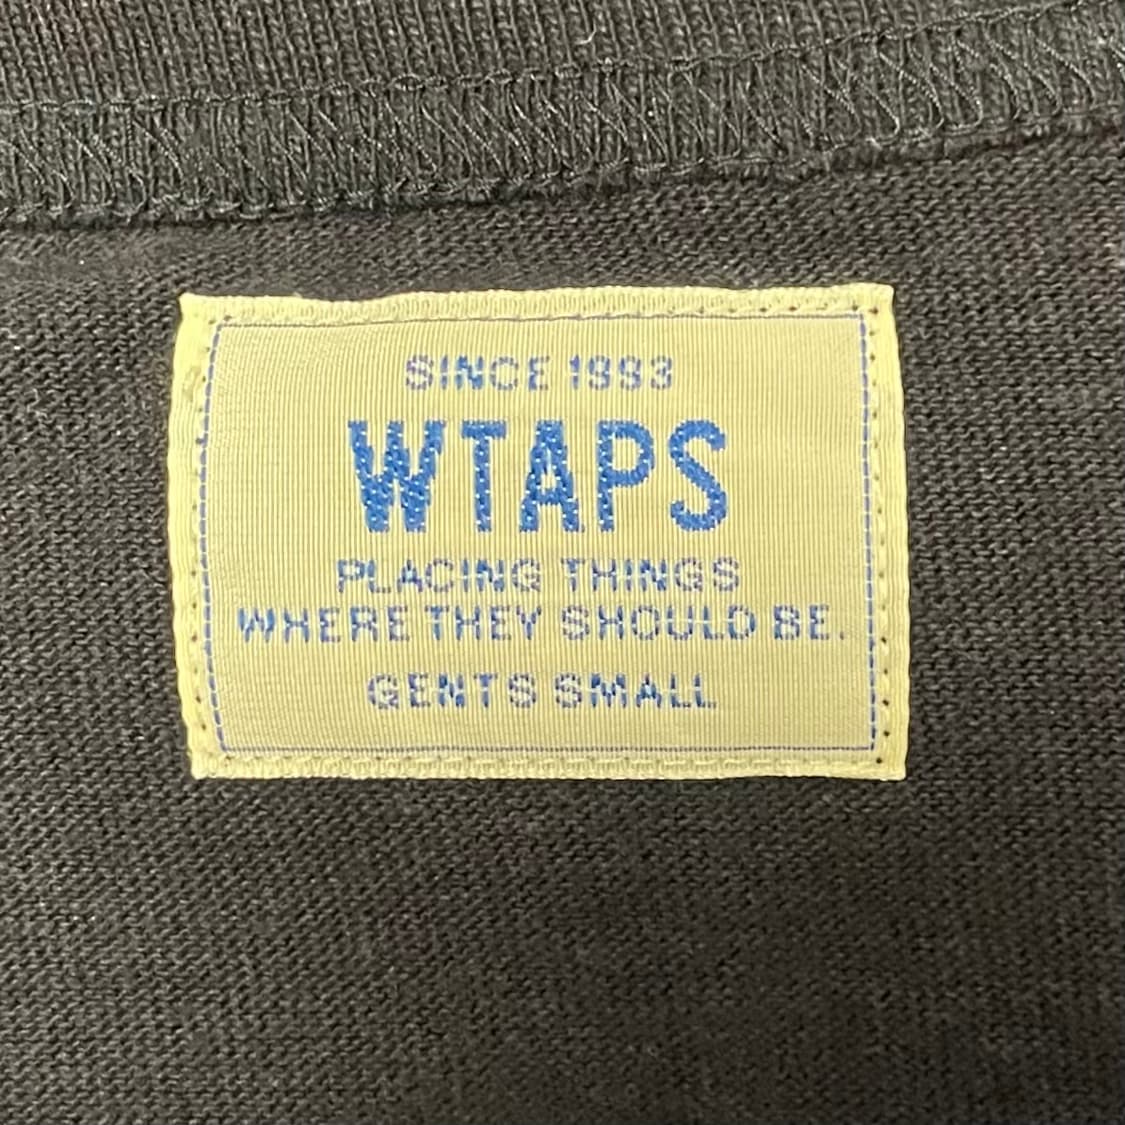 SINCE 1993
WTAPS
PLACING THINGS
WHERE THEY SHOULD BE.
GENTS SMALL